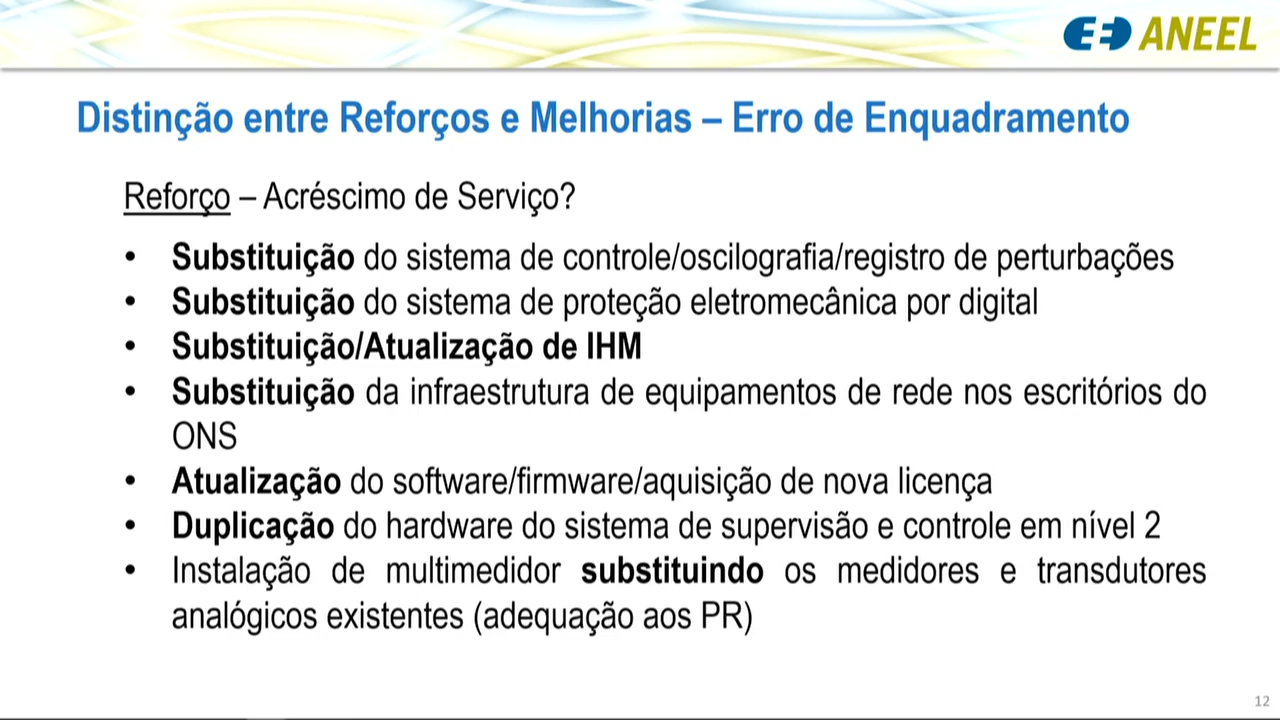 ANEEL
Distinção entre Reforços e Melhorias – Erro de Enquadramento
Reforço – Acréscimo de Serviço?
• Substituição do sistema de controle/oscilografia/registro de perturbações
• Substituição do sistema de proteção eletromecânica por digital
• Substituição/Atualização de IHM
• Substituição da infraestrutura de equipamentos de rede nos escritórios do
ONS
• Atualização do software/firmware/aquisição de nova licença
• Duplicação do hardware do sistema de supervisão e controle em nível 2
• Instalação de multimedidor substituindo os medidores e transdutores
analógicos existentes (adequação aos PR)
12